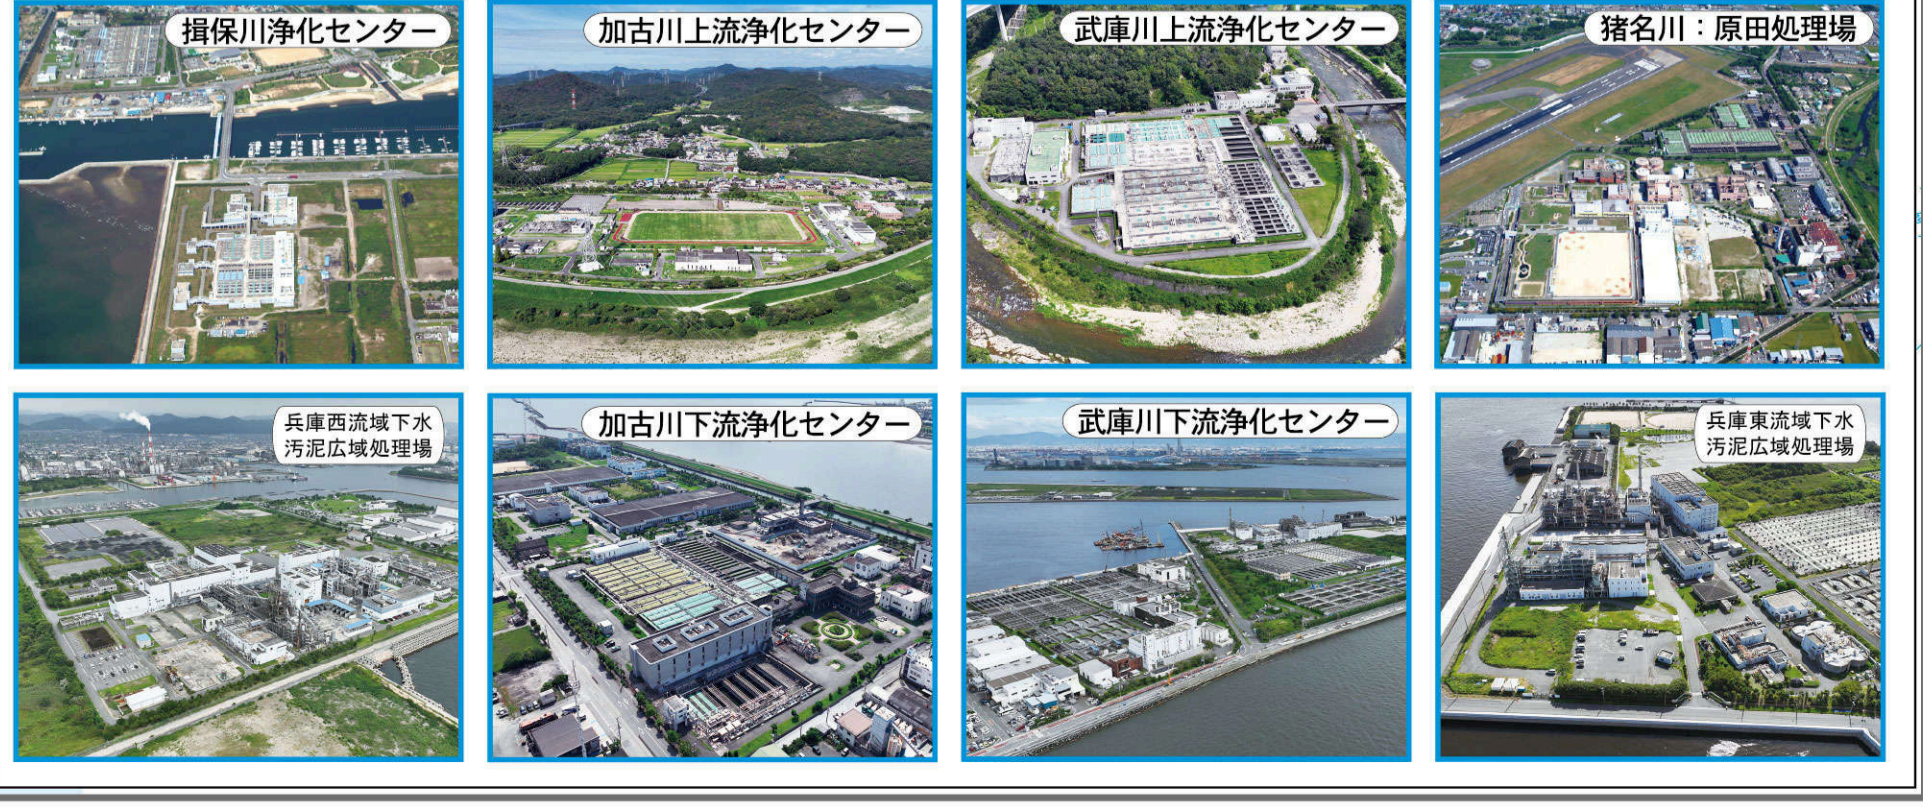 揖保川浄化センター
加古川上流浄化センター
武庫川上流浄化センター
猪名川：原田処理場
兵庫西流域下水
汚泥広域処理場
加古川下流浄化センター
武庫川下流浄化センター
兵庫東流域下水
汚泥広域処理場